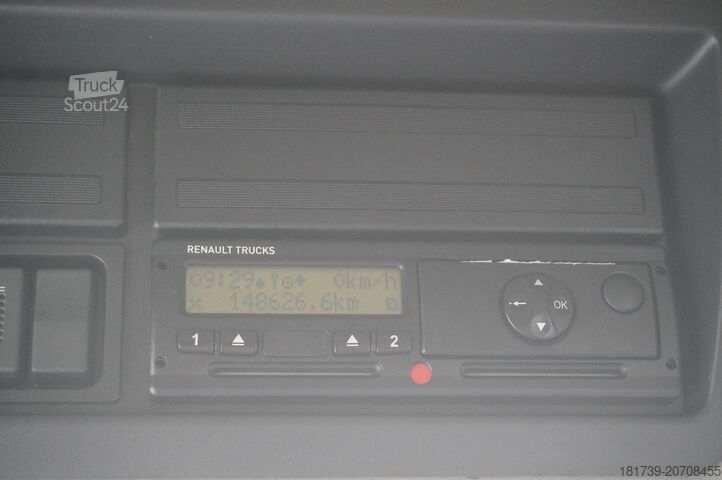 Truck
Scout24
RENAULT TRUCKS
09:29 0km/h
148626.6km
1
2
OK
181739-20708455